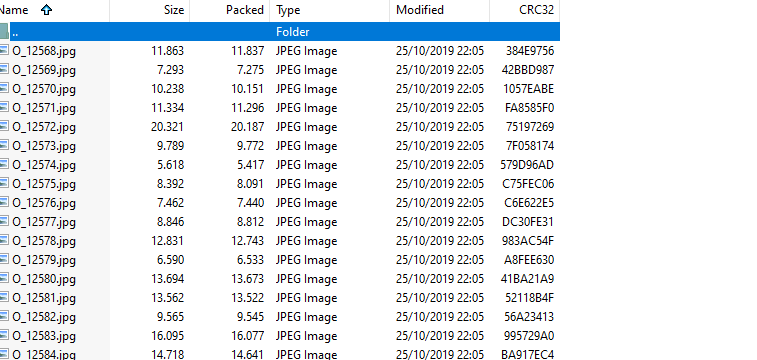 Name Size Packed Type Modified CRC32
.. Folder
O_12568.jpg 11.863 11.837 JPEG Image 25/10/2019 22:05 384E9756
O_12569.jpg 7.293 7.275 JPEG Image 25/10/2019 22:05 42BBD987
O_12570.jpg 10.238 10.151 JPEG Image 25/10/2019 22:05 1057EABE
O_12571.jpg 11.334 11.296 JPEG Image 25/10/2019 22:05 FA8585F0
O_12572.jpg 20.321 20.187 JPEG Image 25/10/2019 22:05 75197269
O_12573.jpg 9.789 9.772 JPEG Image 25/10/2019 22:05 7F058174
O_12574.jpg 5.618 5.417 JPEG Image 25/10/2019 22:05 579D96AD
O_12575.jpg 8.392 8.091 JPEG Image 25/10/2019 22:05 C75FEC06
O_12576.jpg 7.462 7.440 JPEG Image 25/10/2019 22:05 C6E622E5
O_12577.jpg 8.846 8.812 JPEG Image 25/10/2019 22:05 DC30FE31
O_12578.jpg 12.831 12.743 JPEG Image 25/10/2019 22:05 983AC54F
O_12579.jpg 6.590 6.533 JPEG Image 25/10/2019 22:05 A8FEE630
O_12580.jpg 13.694 13.673 JPEG Image 25/10/2019 22:05 41BA21A9
O_12581.jpg 13.562 13.522 JPEG Image 25/10/2019 22:05 52118B4F
O_12582.jpg 9.565 9.545 JPEG Image 25/10/2019 22:05 56A23413
O_12583.jpg 16.095 16.077 JPEG Image 25/10/2019 22:05 995729A0
O_12584.jpg 14.718 14.641 JPEG Image 25/10/2019 22:05 BA917EC4